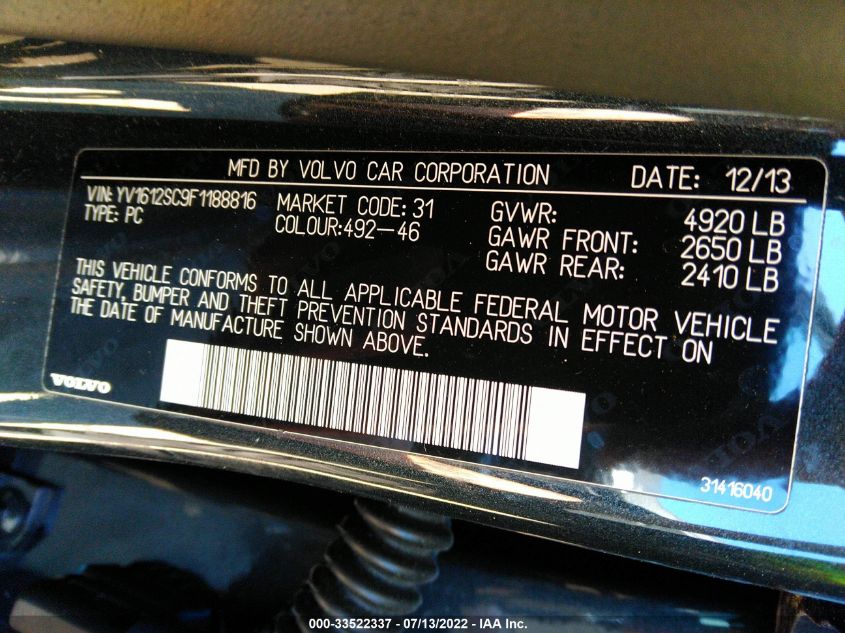 MFD BY VOLVO CAR CORPORATION DATE: 12/13
VIN: YV1612SC9F1188816 MARKET CODE: 31 GVWR: 4920 LB
TYPE: PC COLOUR:492-46 GAWR FRONT: 2650 LB
GAWR REAR: 2410 LB
THIS VEHICLE CONFORMS TO ALL APPLICABLE FEDERAL MOTOR VEHICLE
SAFETY, BUMPER AND THEFT PREVENTION STANDARDS IN EFFECT ON
THE DATE OF MANUFACTURE SHOWN ABOVE.
VOLVO
31416040
000-33522337 - 07/13/2022 - IAA Inc.